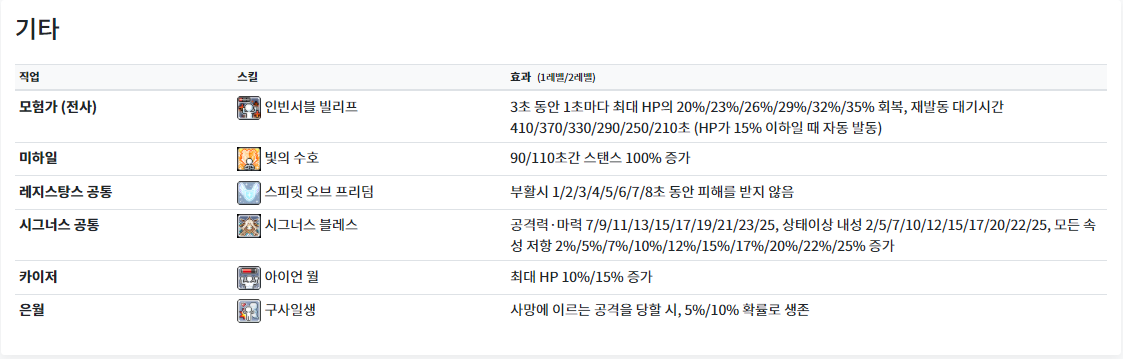 기타
직업 스킬 효과 (1레벨/2레벨)
모험가 (전사) 인빈서블 빌리프 3초 동안 1초마다 최대 HP의 20%/23%/26%/29%/32%/35% 회복, 재발동 대기시간
410/370/330/290/250/210초 (HP가 15% 이하일 때 자동 발동)
미하일 빛의 수호 90/110초간 스탠스 100% 증가
레지스탕스 공통 스피릿 오브 프리덤 부활시 1/2/3/4/5/6/7/8초 동안 피해를 받지 않음
시그너스 공통 시그너스 블레스 공격력·마력 7/9/11/13/15/17/19/21/23/25, 상태이상 내성 2/5/7/10/12/15/17/20/22/25, 모든 속
성 저항 2%/5%/7%/10%/12%/15%/17%/20%/22%/25% 증가
카이저 아이언 월 최대 HP 10%/15% 증가
은월 구사일생 사망에 이르는 공격을 당할 시, 5%/10% 확률로 생존